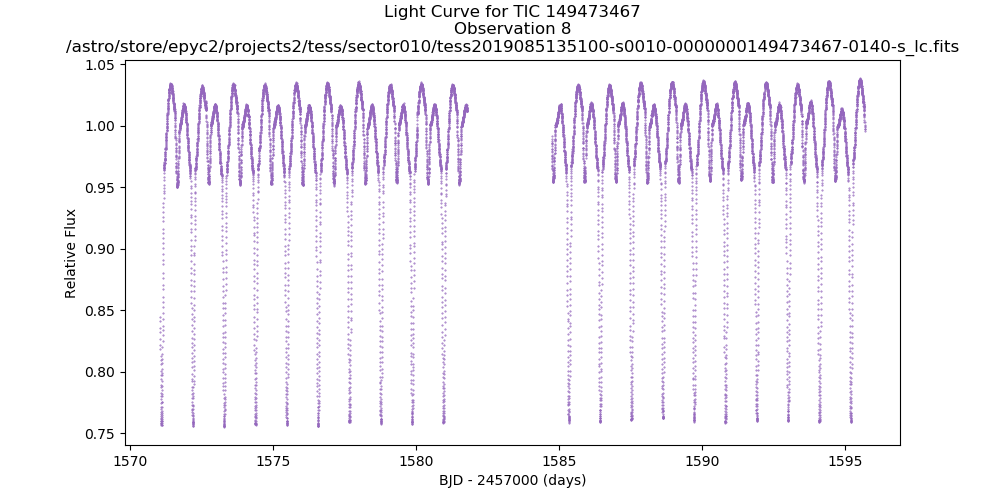 Light Curve for TIC 149473467
Observation 8
/astro/store/epyc2/projects2/tess/sector010/tess2019085135100-s0010-0000000149473467-0140-s_lc.fits
1.05
1.00
0.95
0.90
0.85
0.80
0.75
Relative Flux
1570
1575
1580
1585
1590
1595
BJD - 2457000 (days)